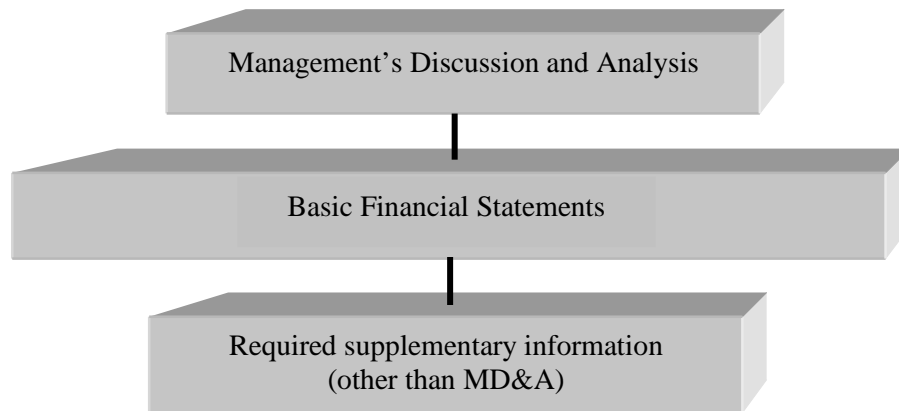 Management’s Discussion and Analysis
Basic Financial Statements
Required supplementary information
(other than MD&A)